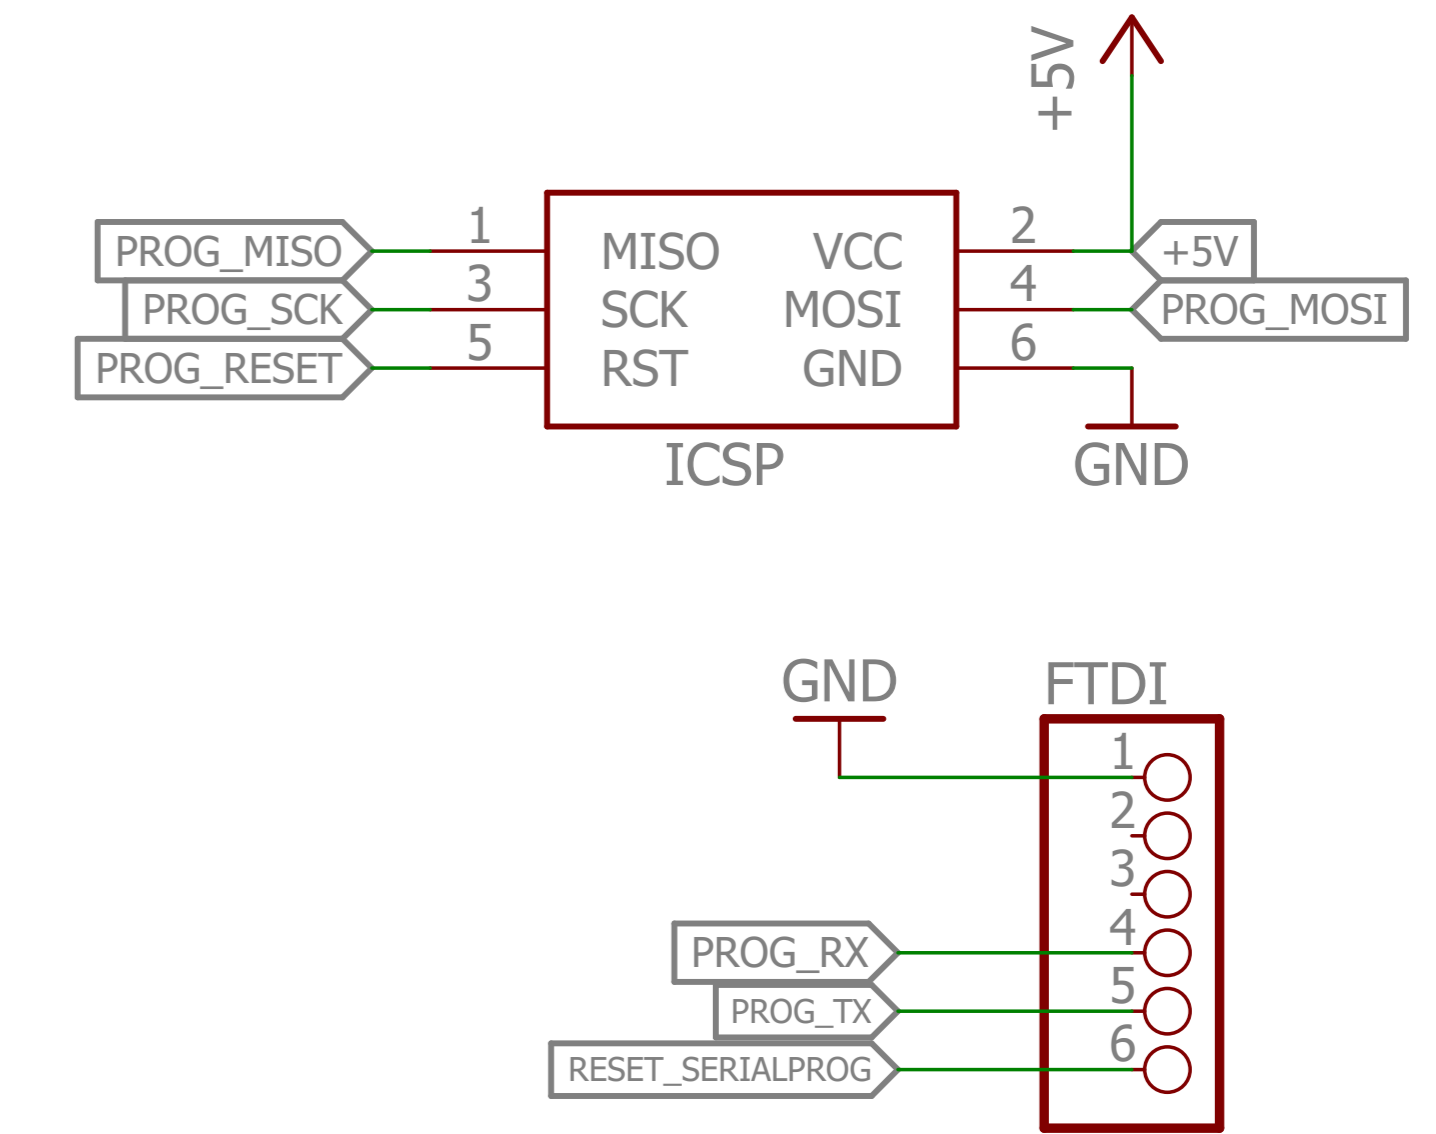 +5V
PROG_MISO 1 MISO VCC 2 +5V
PROG_SCK 3 SCK MOSI 4 PROG_MOSI
PROG_RESET 5 RST GND 6
ICSP GND
GND FTDI
1
2
3
PROG_RX 4
PROG_TX 5
RESET_SERIALPROG 6